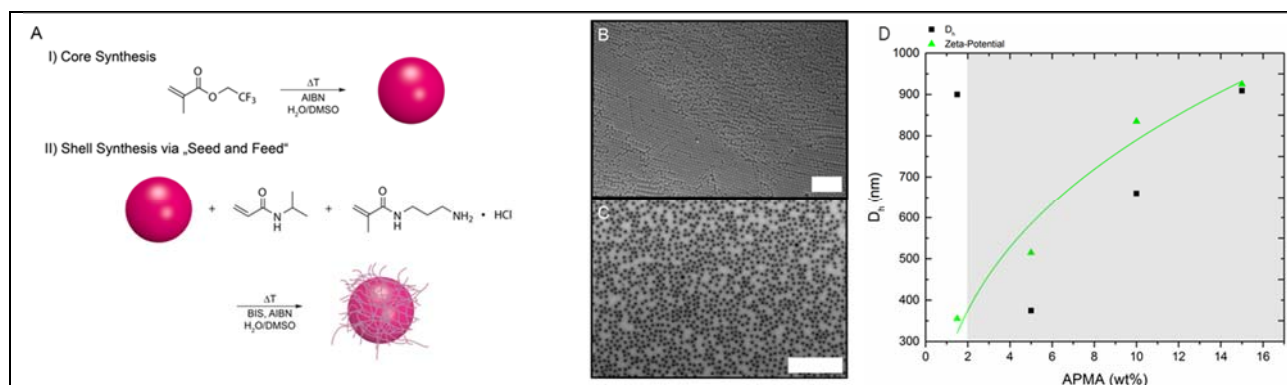 A
I) Core Synthesis
O
O
CF₃
ΔT
AIBN
H₂O/DMSO
II) Shell Synthesis via „Seed and Feed“
+
O
N
H
+
O
N
H
NH₂ • HCl
ΔT
BIS, AIBN
H₂O/DMSO
B
C
D
Dₕ
Zeta-Potential
1000
900
800
700
600
500
400
300
Dₕ (nm)
0 2 4 6 8 10 12 14 16
APMA (wt%)